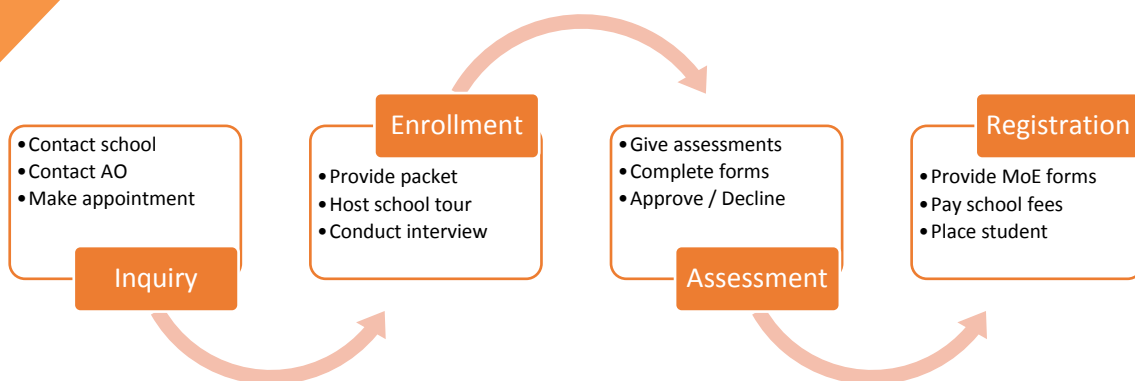 •Contact school
•Contact AO
•Make appointment
Inquiry
Enrollment
•Provide packet
•Host school tour
•Conduct interview
•Give assessments
•Complete forms
•Approve / Decline
Assessment
Registration
•Provide MoE forms
•Pay school fees
•Place student